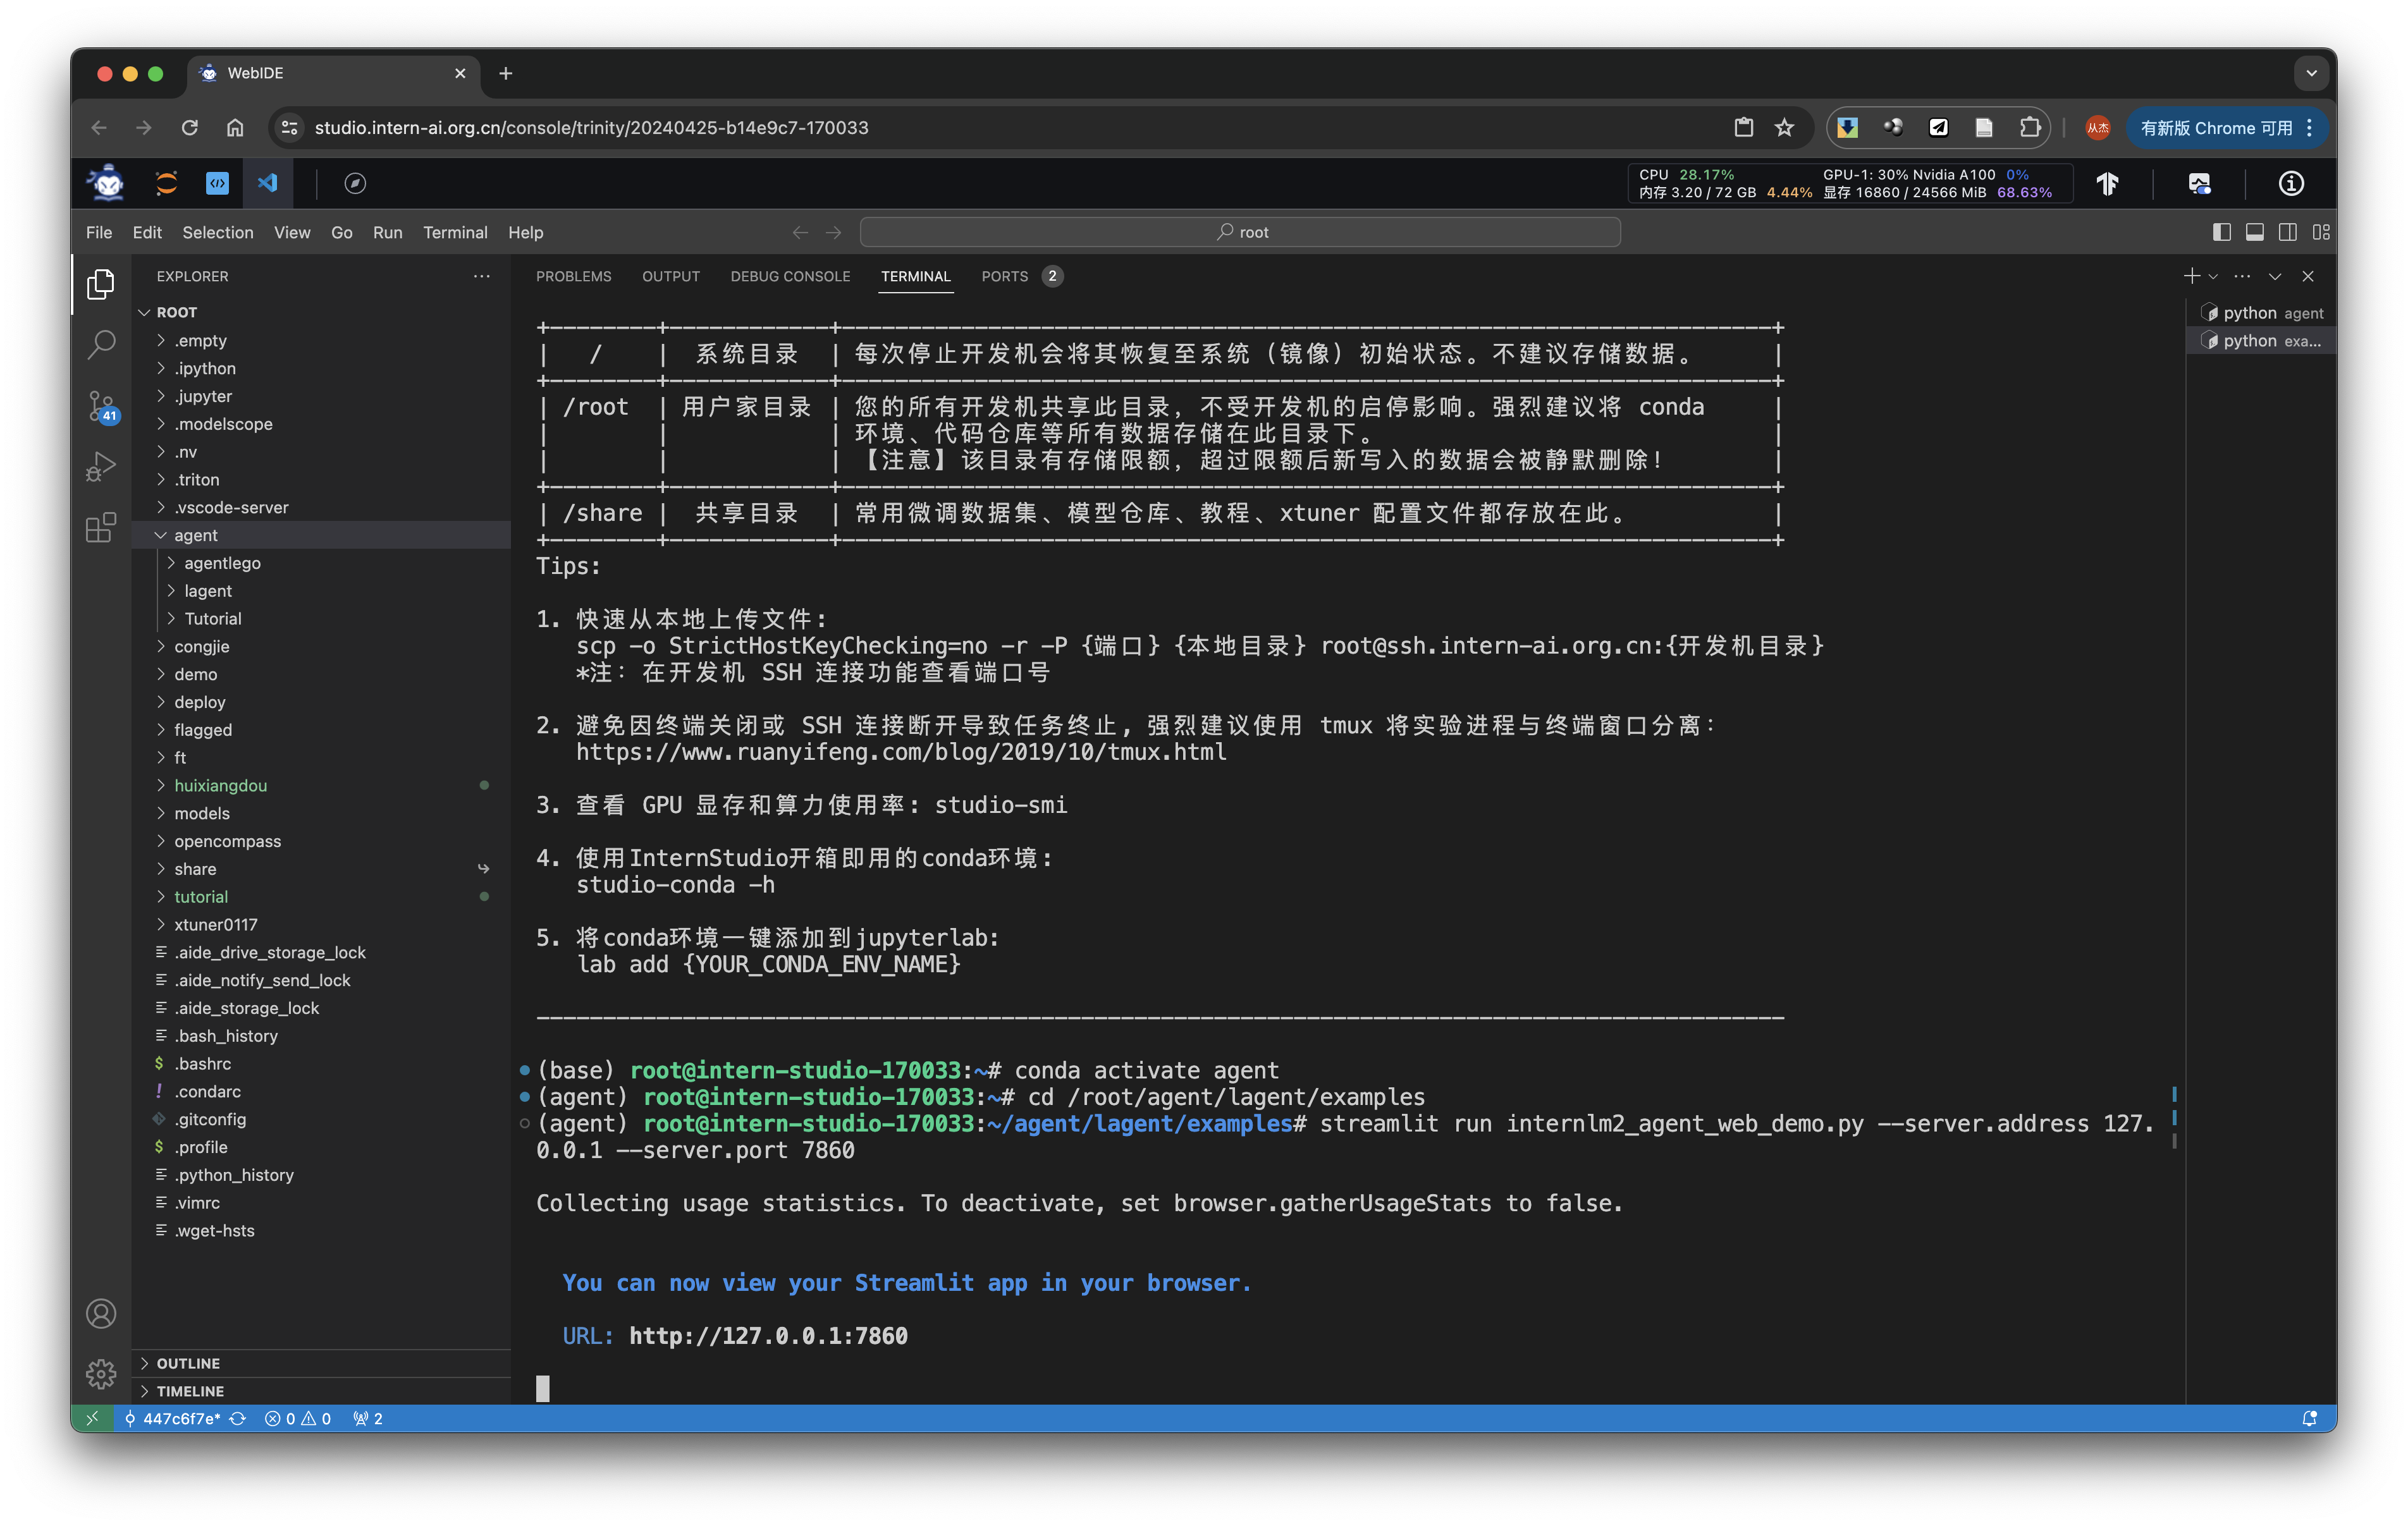 WebIDE
studio.intern-ai.org.cn/console/trinity/20240425-b14e9c7-170033
从杰
有新版 Chrome 可用
CPU 28.17% GPU-1: 30% Nvidia A100 0%
内存 3.20 / 72 GB 4.44% 显存 16860 / 24566 MiB 68.63%
File Edit Selection View Go Run Terminal Help
root
EXPLORER
PROBLEMS OUTPUT DEBUG CONSOLE TERMINAL PORTS 2
ROOT
.empty
.ipython
.jupyter
.modelscope
.nv
.triton
.vscode-server
agent
agentlego
lagent
Tutorial
congjie
demo
deploy
flagged
ft
huixiangdou
models
opencompass
share
tutorial
xtuner0117
.aide_drive_storage_lock
.aide_notify_send_lock
.aide_storage_lock
.bash_history
.bashrc
.condarc
.gitconfig
.profile
.python_history
.vimrc
.wget-hsts
OUTLINE
TIMELINE
41
| / | 系统目录 | 每次停止开发机会将其恢复至系统（镜像）初始状态。不建议存储数据。 |
| /root | 用户家目录 | 您的所有开发机共享此目录，不受开发机的启停影响。强烈建议将 conda |
| | | 环境、代码仓库等所有数据存储在此目录下。 |
| | | 【注意】该目录有存储限额，超过限额后新写入的数据会被静默删除！ |
| /share | 共享目录 | 常用微调数据集、模型仓库、教程、xtuner 配置文件都存放在此。 |
Tips:
1. 快速从本地上传文件：
scp -o StrictHostKeyChecking=no -r -P {端口} {本地目录} root@ssh.intern-ai.org.cn:{开发机目录}
*注：在开发机 SSH 连接功能查看端口号
2. 避免因终端关闭或 SSH 连接断开导致任务终止，强烈建议使用 tmux 将实验进程与终端窗口分离：
https://www.ruanyifeng.com/blog/2019/10/tmux.html
3. 查看 GPU 显存和算力使用率: studio-smi
4. 使用InternStudio开箱即用的conda环境：
studio-conda -h
5. 将conda环境一键添加到jupyterlab:
lab add {YOUR_CONDA_ENV_NAME}
(base) root@intern-studio-170033:~# conda activate agent
(agent) root@intern-studio-170033:~# cd /root/agent/lagent/examples
(agent) root@intern-studio-170033:~/agent/lagent/examples# streamlit run internlm2_agent_web_demo.py --server.address 127.
0.0.1 --server.port 7860
Collecting usage statistics. To deactivate, set browser.gatherUsageStats to false.
You can now view your Streamlit app in your browser.
URL: http://127.0.0.1:7860
python agent
python exa...
447c6f7e* 0 0 2